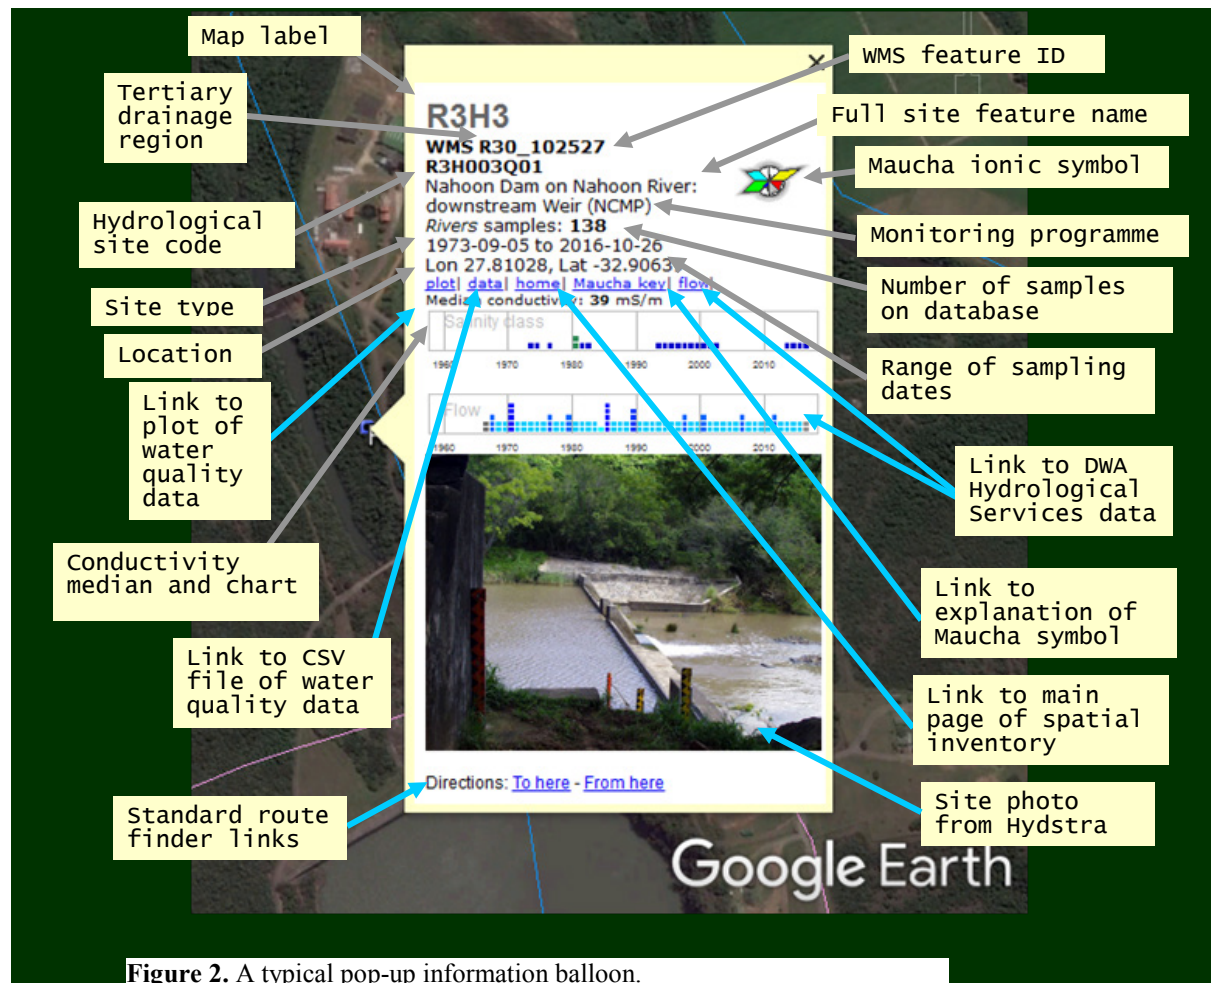 Map label
WMS feature ID
Tertiary
drainage
region
Full site feature name
Maucha ionic symbol
Hydrological
site code
Monitoring programme
Site type
Number of samples
on database
Location
Range of sampling
dates
Link to
plot of
water
quality
data
Link to DWA
Hydrological
Services data
Conductivity
median and chart
Link to
explanation of
Maucha symbol
Link to CSV
file of water
quality data
Link to main
page of spatial
inventory
Standard route
finder links
Site photo
from Hydstra
R3H3
WMS R30_102527
R3H003Q01
Nahoon Dam on Nahoon River:
downstream Weir (NCMP)
Rivers samples: 138
1973-09-05 to 2016-10-26
Lon 27.81028, Lat -32.9063
plot| data| home| Maucha key| flow|
Median conductivity: 39 mS/m
Salinity class
1960 1970 1980 1990 2000 2010
Flow
1960 1970 1980 1990 2000 2010
Directions: To here - From here
Google Earth
Figure 2. A typical pop-up information balloon.